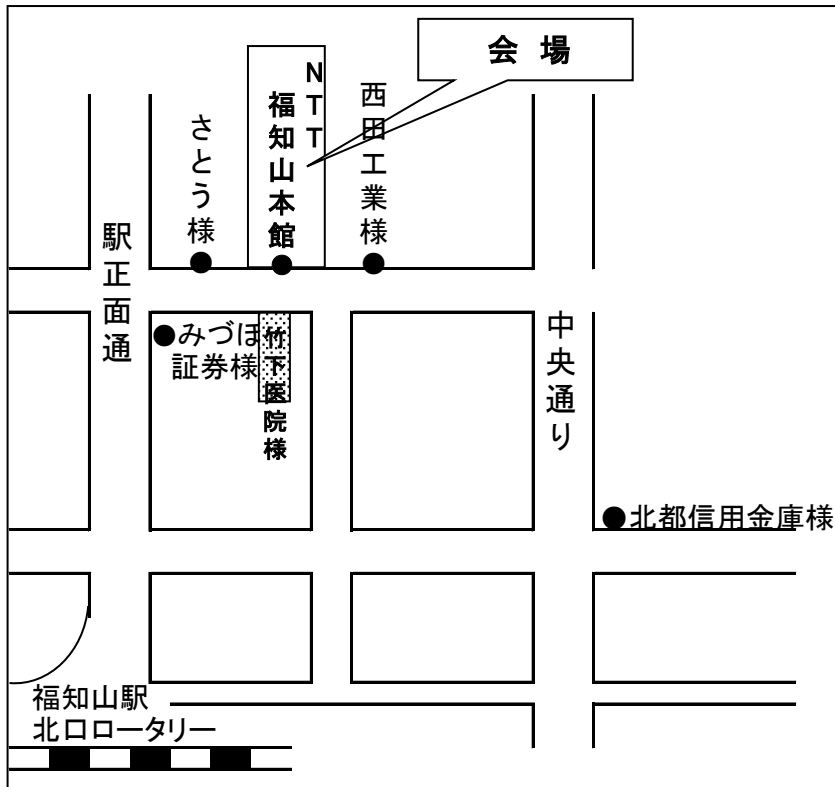 会 場
NTT
福知山本館
西田工業様
さとう様
駅正面通
●みづほ
証券様
竹下医院様
中央通り
●北都信用金庫様
福知山駅
北口ロータリー